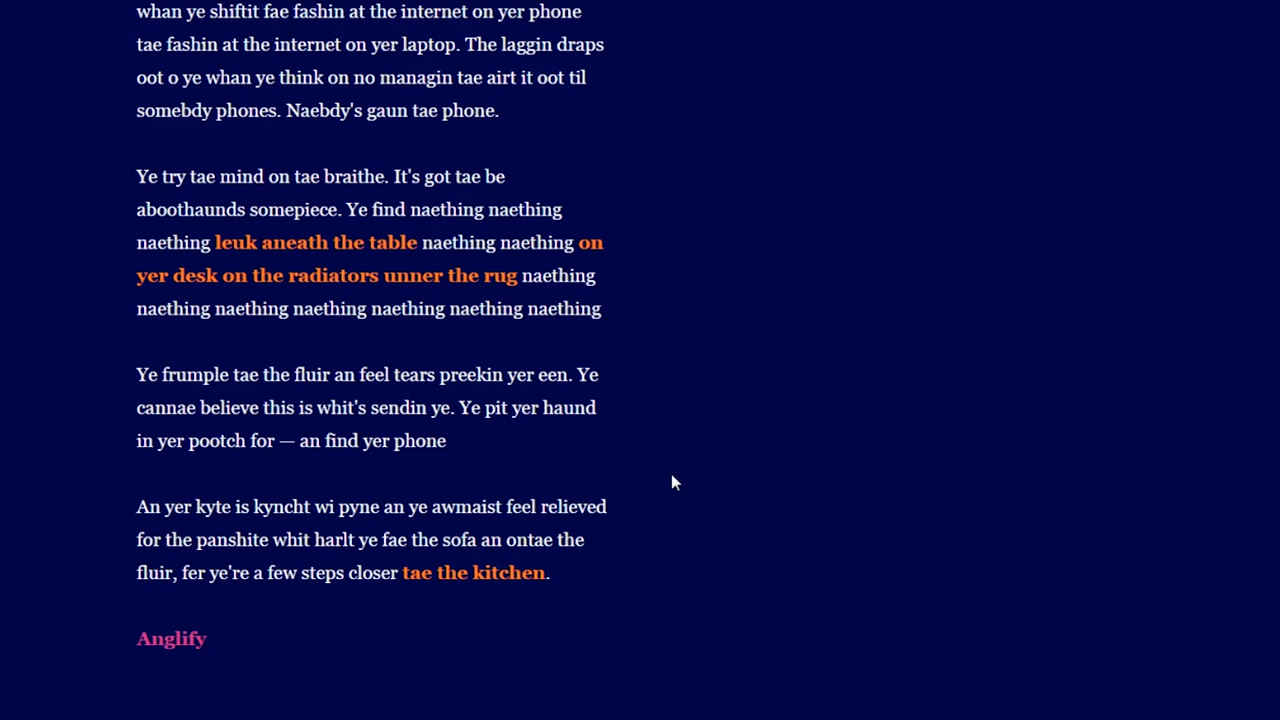 whan ye shiftit fae fashin at the internet on yer phone
tae fashin at the internet on yer laptop. The laggin draps
oot o ye whan ye think on no managin tae airt it oot til
somebdy phones. Naebdy's gaun tae phone.
Ye try tae mind on tae braithe. It's got tae be
aboothaunds somepiece. Ye find naething naething
naething leuk aneath the table naething naething on
yer desk on the radiators unner the rug naething
naething naething naething naething naething naething
Ye frumple tae the fluir an feel tears preekin yer een. Ye
cannae believe this is whit's sendin ye. Ye pit yer haund
in yer pootch for — an find yer phone
An yer kyte is kyncht wi pyne an ye awmaist feel relieved
for the panshite whit harlt ye fae the sofa an ontae the
fluir, fer ye're a few steps closer tae the kitchen.
Anglify